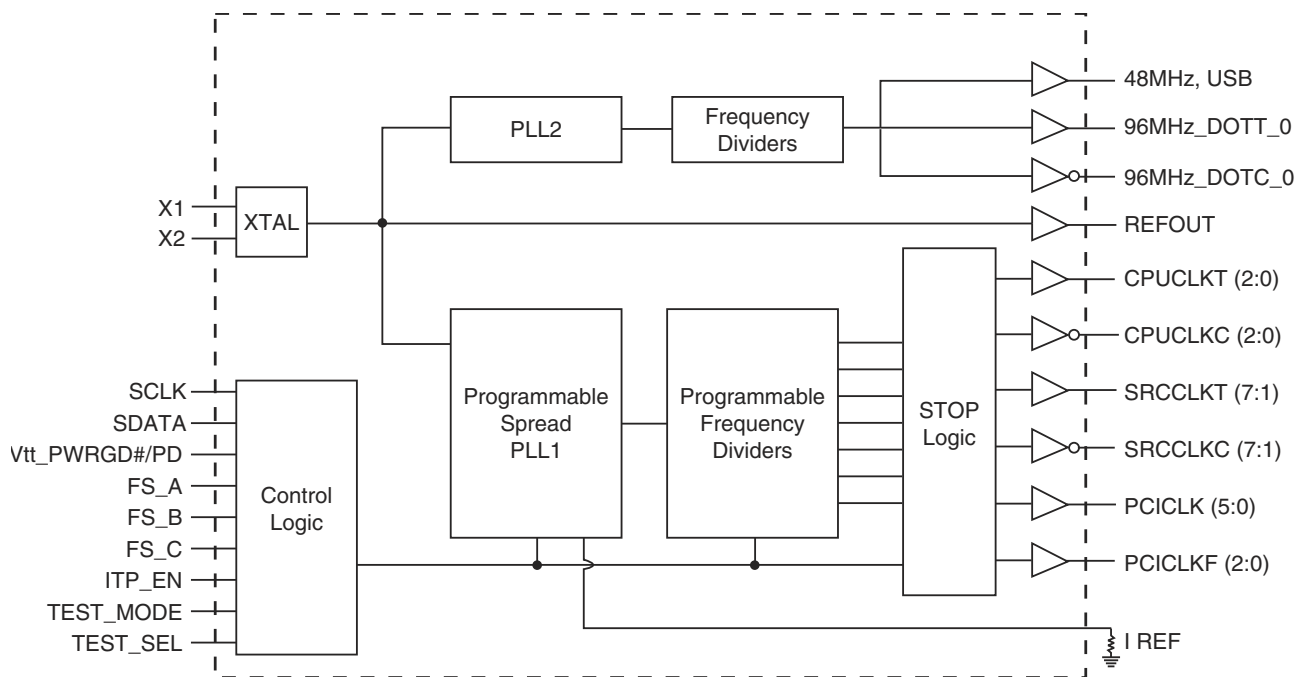 48MHz, USB
PLL2
Frequency
Dividers
96MHz_DOTT_0
96MHz_DOTC_0
X1
X2
XTAL
REFOUT
CPUCLKT (2:0)
CPUCLKC (2:0)
SRCCLKT (7:1)
SRCCLKC (7:1)
PCICLK (5:0)
PCICLKF (2:0)
Programmable
Spread
PLL1
Programmable
Frequency
Dividers
STOP
Logic
SCLK
SDATA
Vtt_PWRGD#/PD
FS_A
FS_B
FS_C
ITP_EN
TEST_MODE
TEST_SEL
Control
Logic
I REF